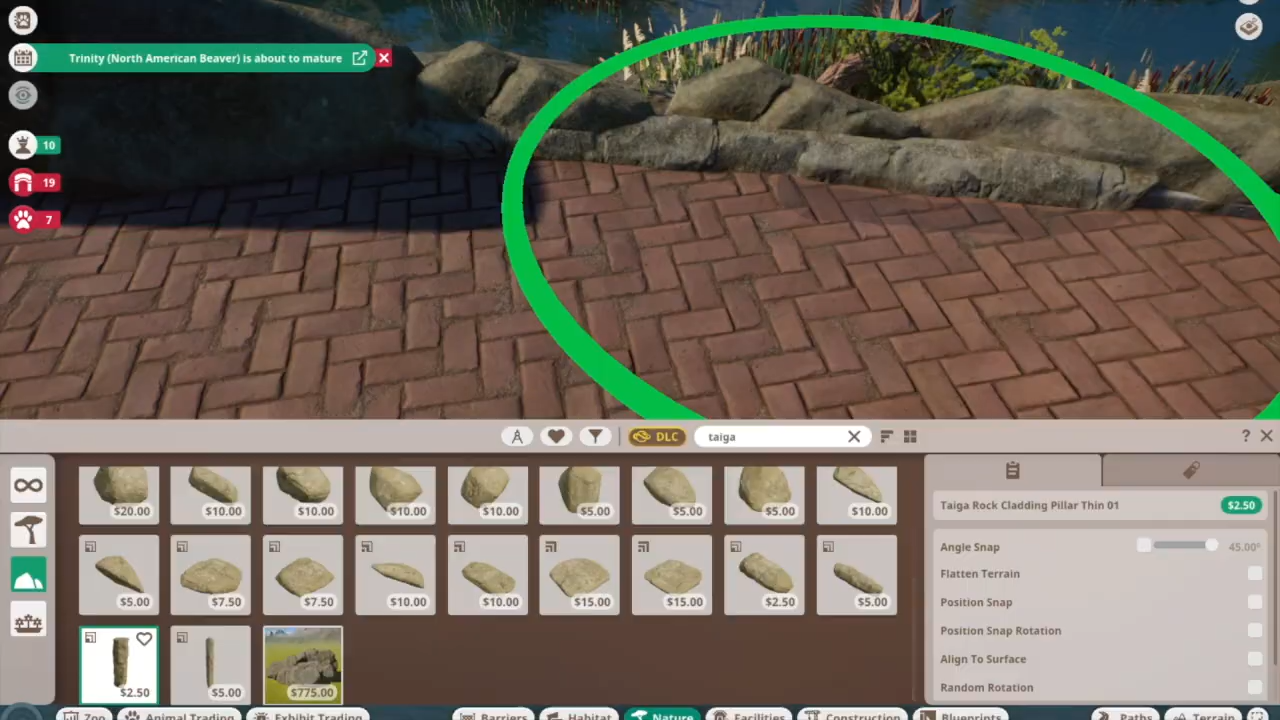 Trinity (North American Beaver) is about to mature
10
19
7
DLC
taiga
?
$20.00 $10.00 $10.00 $10.00 $10.00 $5.00 $5.00 $5.00 $10.00
$5.00 $7.50 $7.50 $10.00 $10.00 $15.00 $15.00 $2.50 $5.00
$2.50 $5.00 $775.00
Taiga Rock Cladding Pillar Thin 01 $2.50
Angle Snap 45.00°
Flatten Terrain
Position Snap
Position Snap Rotation
Align To Surface
Random Rotation
Zoo Animal Trading Exhibit Trading Barriers Habitat Nature Facilities Construction Blueprints Paths Terrain